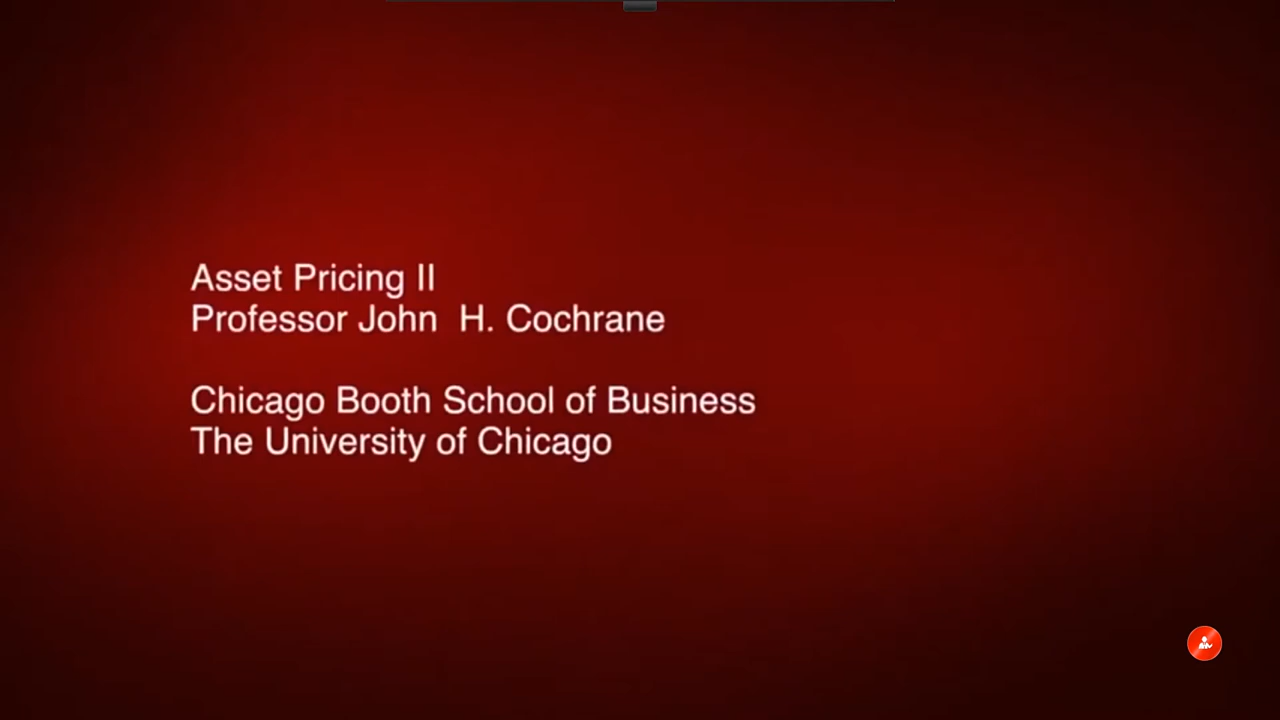 Asset Pricing II
Professor John  H. Cochrane
Chicago Booth School of Business
The University of Chicago